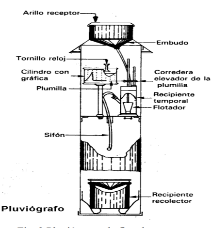 Arillo receptor
Embudo
Tornillo reloj
Cilindro con
gráfica
Plumilla
Corredera
elevador de la
plumilla
Recipiente
temporal
Flotador
Sifón
Recipiente
recolector
Pluviógrafo